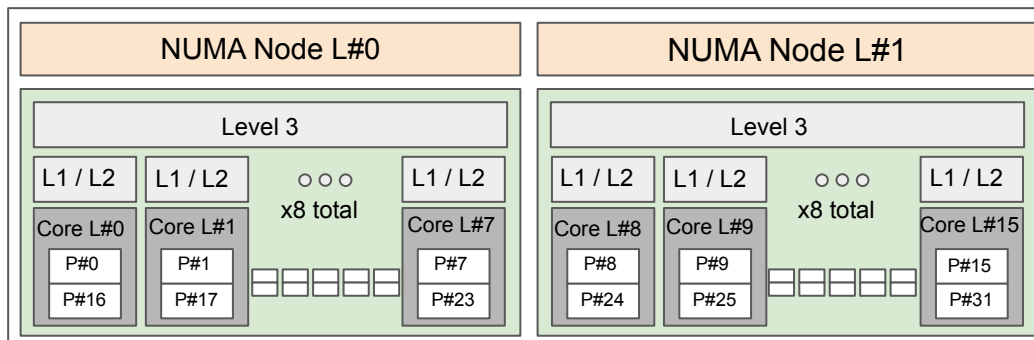 NUMA Node L#0
NUMA Node L#1
Level 3
Level 3
L1 / L2
L1 / L2
L1 / L2
L1 / L2
L1 / L2
L1 / L2
x8 total
x8 total
Core L#0
Core L#1
Core L#7
Core L#8
Core L#9
Core L#15
P#0
P#1
P#7
P#8
P#9
P#15
P#16
P#17
P#23
P#24
P#25
P#31